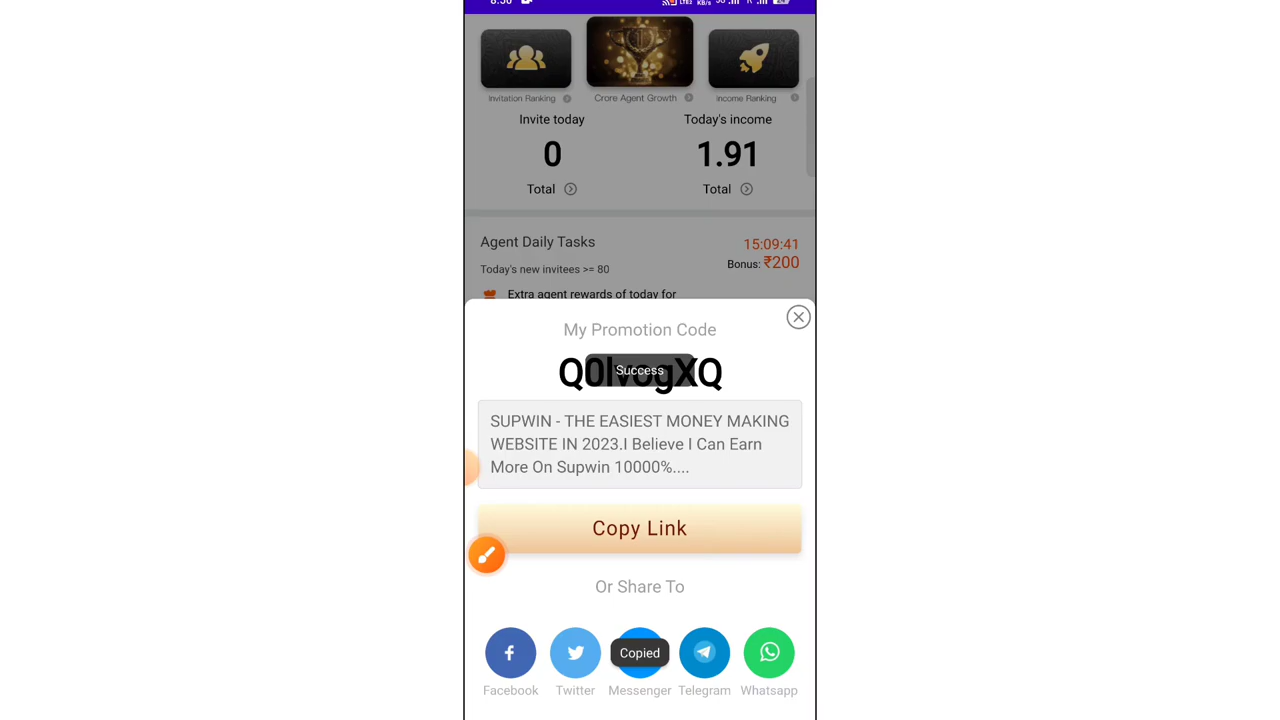 Invitation Ranking
Crore Agent Growth
Income Ranking
Invite today
Today's income
0
1.91
Total
Total
Agent Daily Tasks
15:09:41
Today's new invitees >= 80
Bonus: ₹200
Extra agent rewards of today for
My Promotion Code
Q0lvogXQ
Success
SUPWIN - THE EASIEST MONEY MAKING
WEBSITE IN 2023.I Believe I Can Earn
More On Supwin 10000%....
Copy Link
Or Share To
Copied
Facebook
Twitter
Messenger
Telegram
Whatsapp